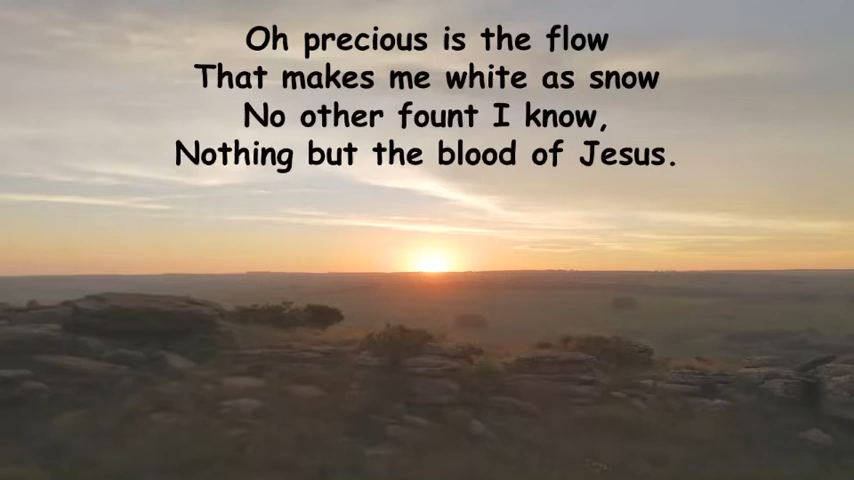 Oh precious is the flow
That makes me white as snow
No other fount I know,
Nothing but the blood of Jesus.